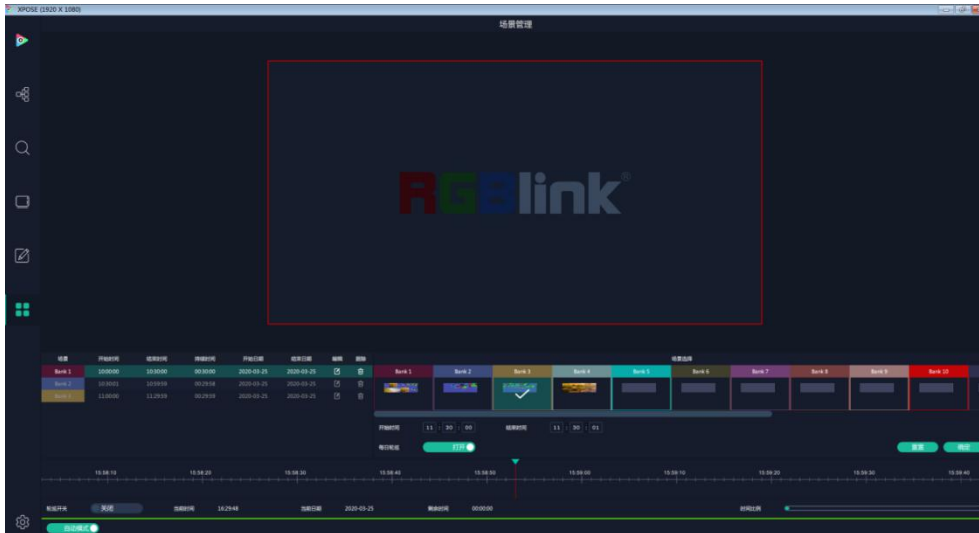 XPOSE (1920 X 1080)
场景管理
RGBlink®
场景 开始时间 结束时间 持续时间 开始日期 结束日期 编辑 删除
Bank 1 10:00:00 10:30:00 00:30:00 2020-03-25 2020-03-25
Bank 2 10:30:01 10:59:59 00:29:58 2020-03-25 2020-03-25
Bank 3 11:00:00 11:29:59 00:29:59 2020-03-25 2020-03-25
场景选择
Bank 1 Bank 2 Bank 3 Bank 4 Bank 5 Bank 6 Bank 7 Bank 8 Bank 9 Bank 10
开始时间 11 : 30 : 00 结束时间 11 : 30 : 01
每日轮巡 打开 重置 确定
15:58:10 15:58:20 15:58:30 15:58:40 15:58:50 15:59:00 15:59:10 15:59:20 15:59:30 15:59:40
轮巡开关 关闭 当前时间 16:29:48 当前日期 2020-03-25 剩余时间 00:00:00 时间比例
自动模式